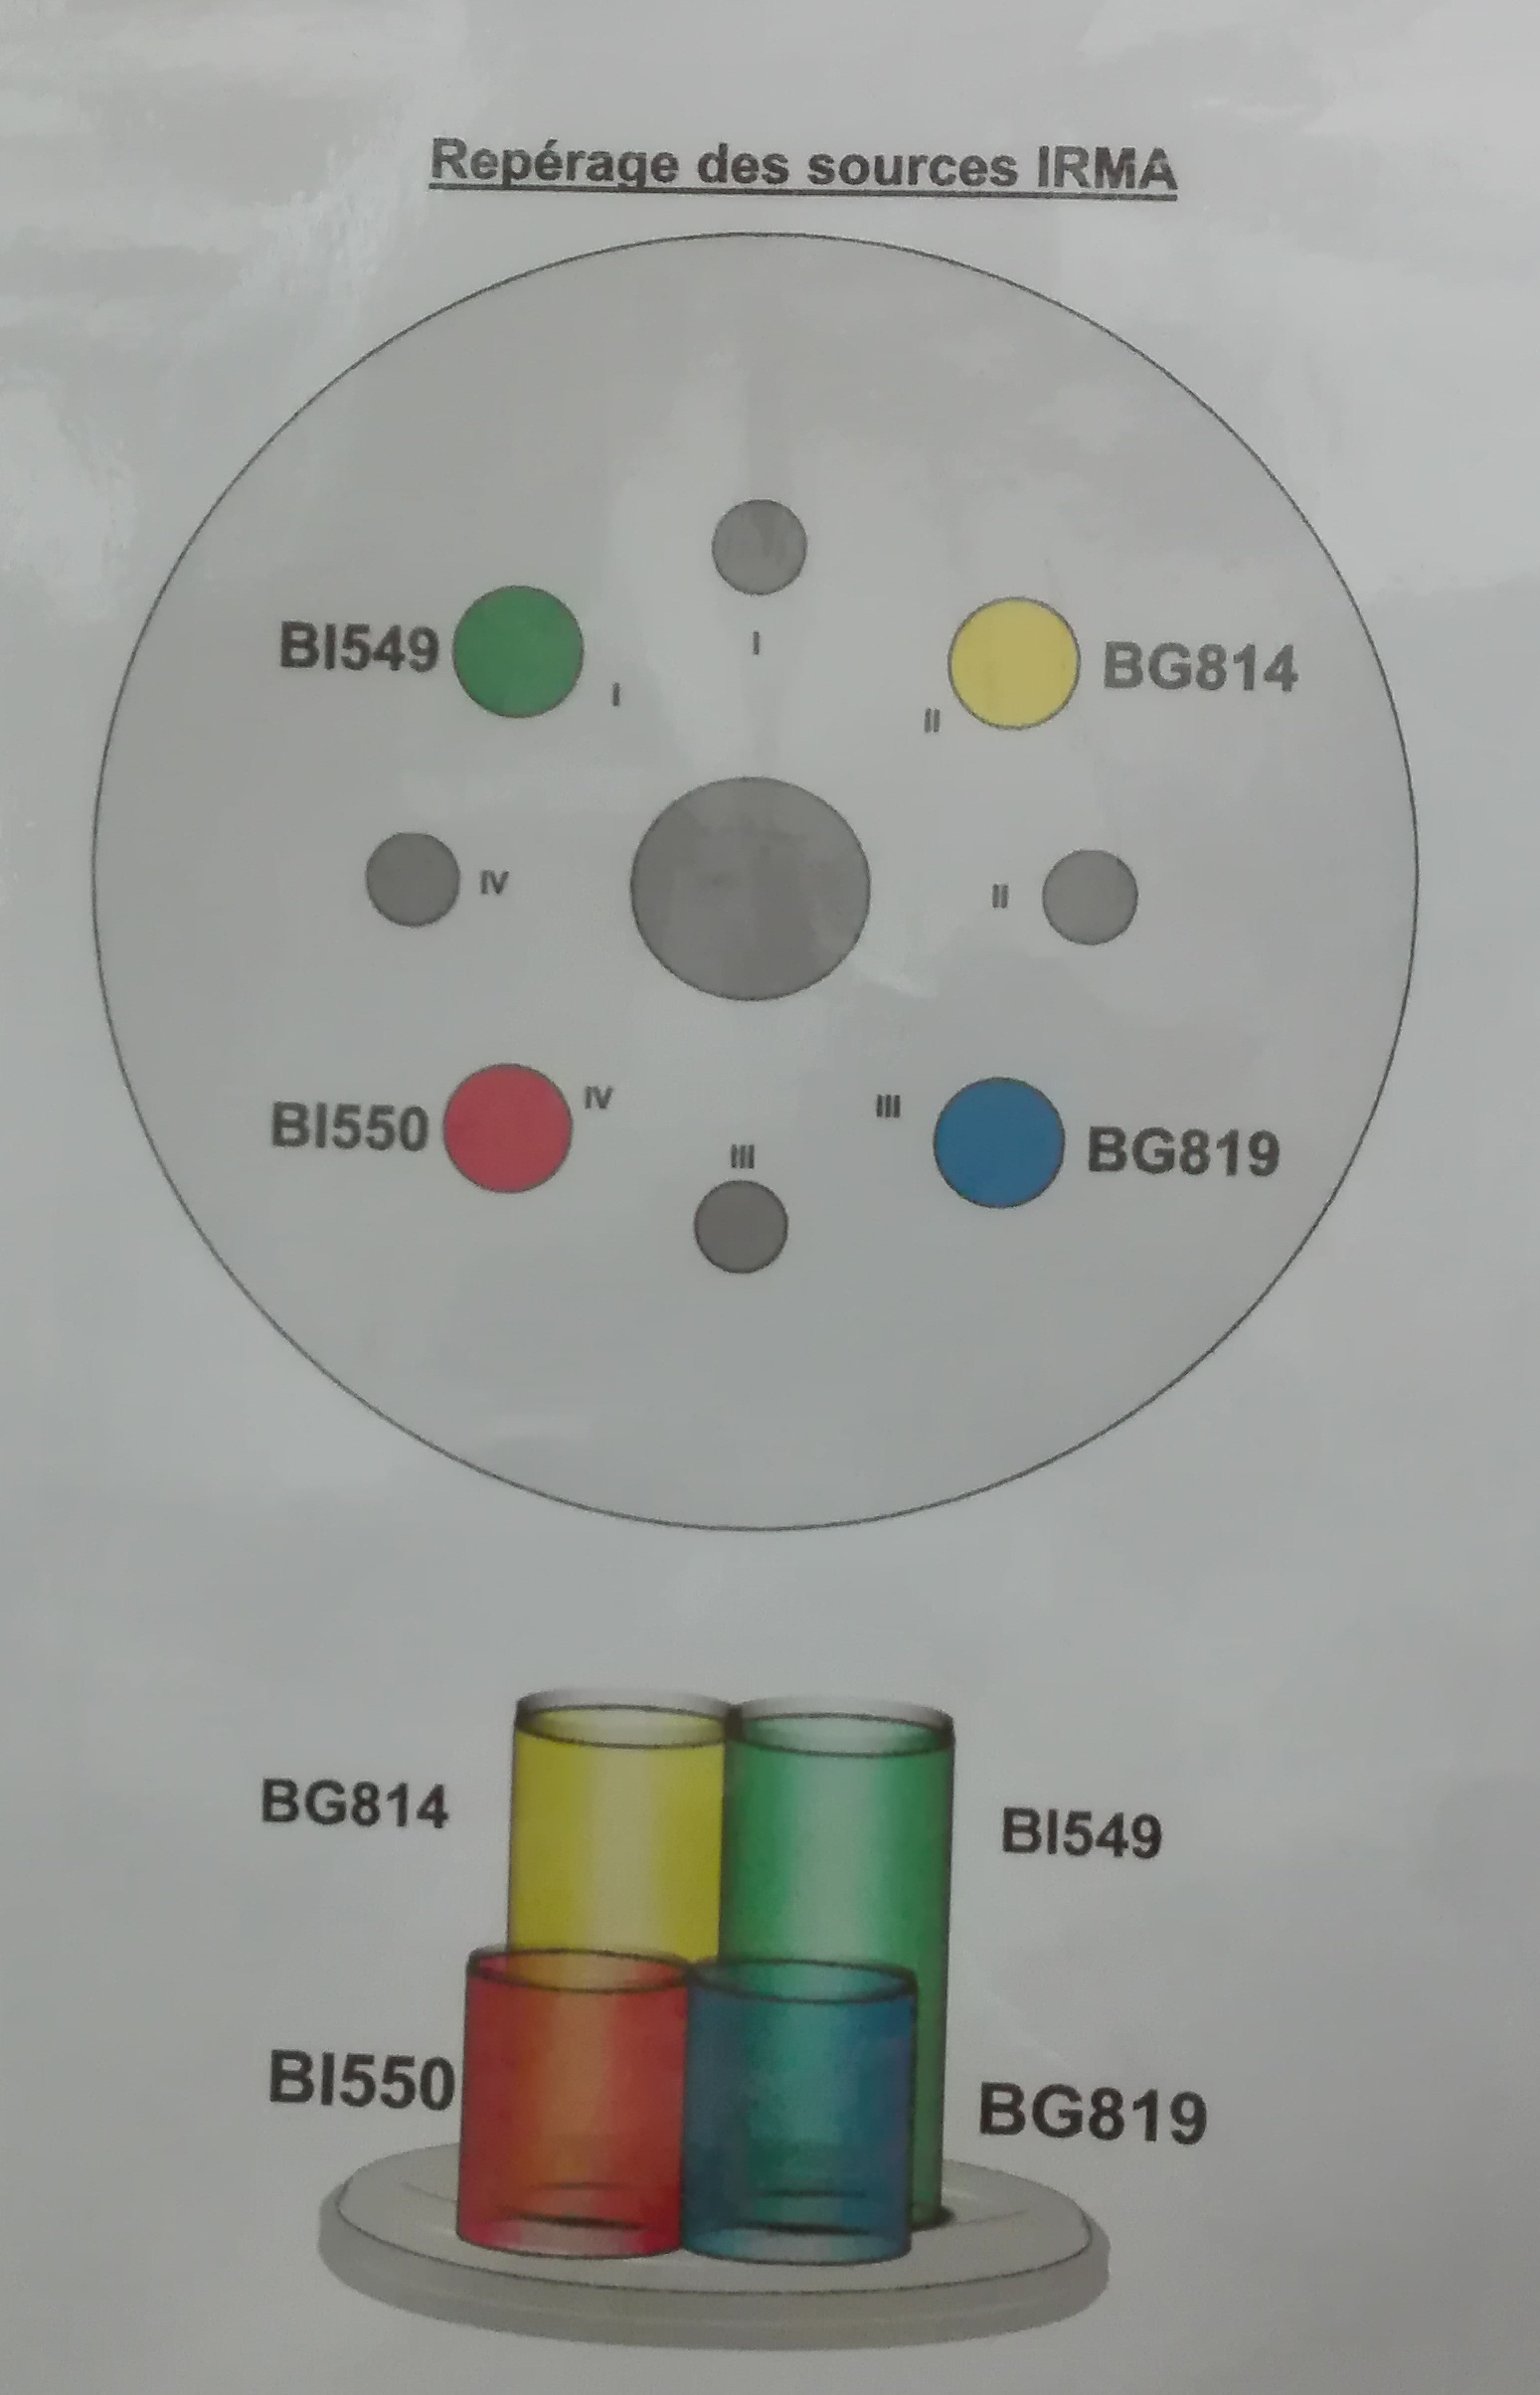 Repérage des sources IRMA
I
BI549
I
BG814
II
IV
II
BI550
IV
III
BG819
III
BG814
BI549
BI550
BG819